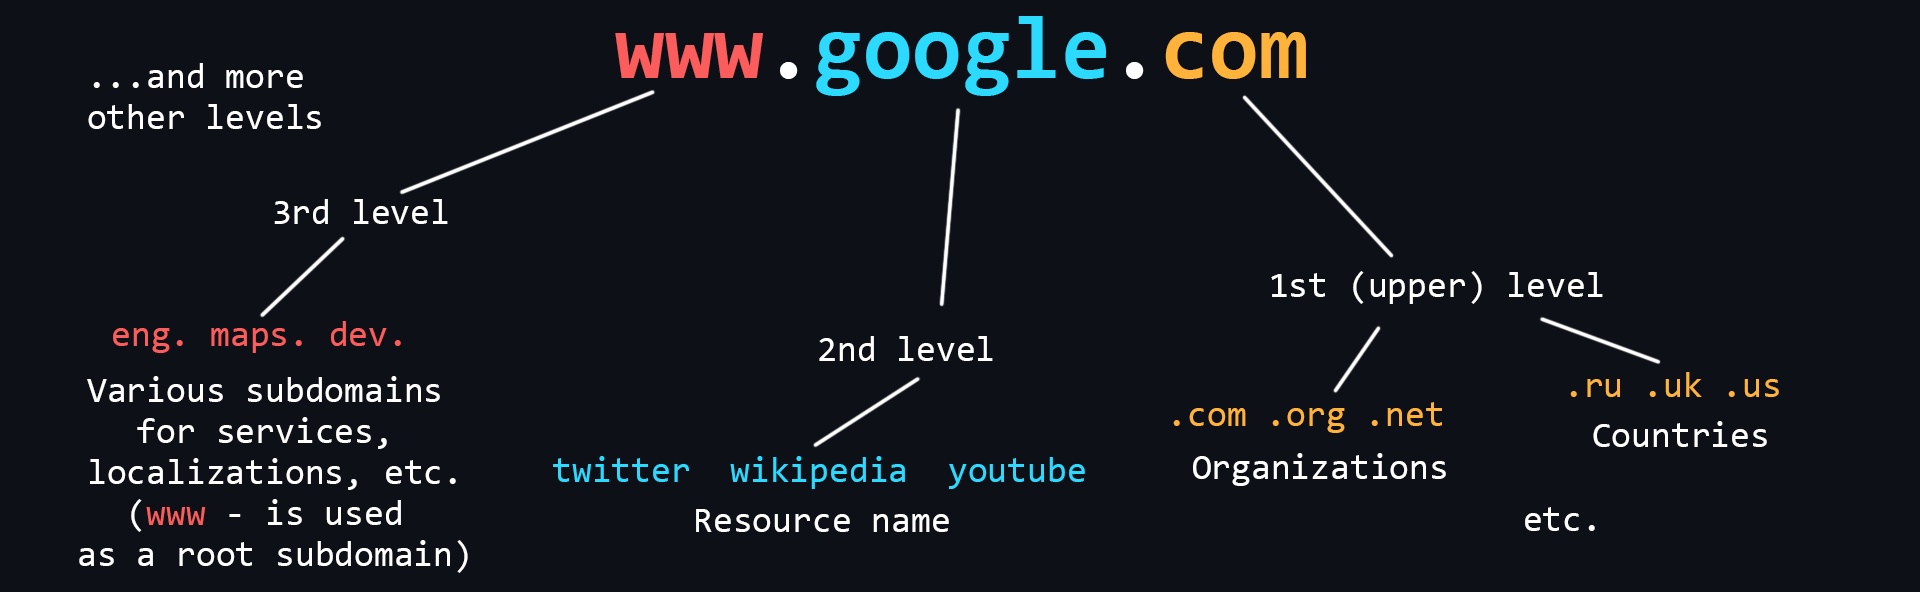 www.google.com
...and more
other levels
3rd level
eng. maps. dev.
Various subdomains
for services,
localizations, etc.
(www - is used
as a root subdomain)
2nd level
twitter wikipedia youtube
Resource name
1st (upper) level
.com .org .net
Organizations
.ru .uk .us
Countries
etc.